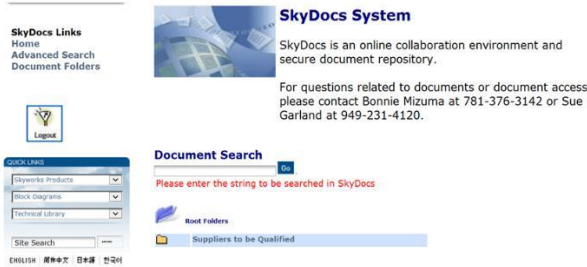 SkyDocs Links
Home
Advanced Search
Document Folders
Logout
QUICK LINKS
Skyworks Products
Block Diagrams
Technical Library
Site Search
ENGLISH 简体中文 日本語 한국어
SkyDocs System
SkyDocs is an online collaboration environment and
secure document repository.
For questions related to documents or document access
please contact Bonnie Mizuma at 781-376-3142 or Sue
Garland at 949-231-4120.
Document Search
Go
Please enter the string to be searched in SkyDocs
Root Folders
Suppliers to be Qualified